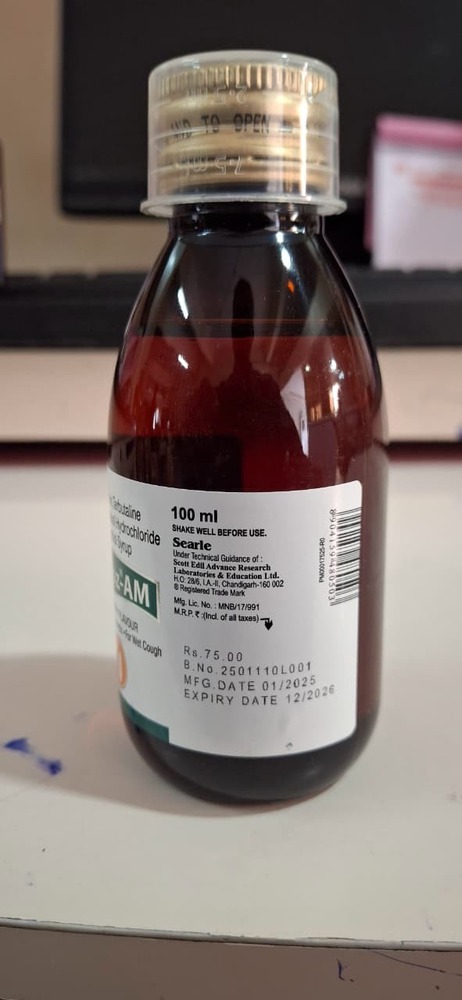 AND TO OPEN
Terbutaline
Hydrochloride
Syrup
-AM
FLAVOUR
For Wet Cough
100 ml
SHAKE WELL BEFORE USE.
Searle
Under Technical Guidance of :
Scott Edil Advance Research
Laboratories & Education Ltd.
H.O: 28/6, I.A.-II, Chandigarh-160 002
® Registered Trade Mark
Mfg. Lic. No. : MNB/17/991
M.R.P. ₹ :(Incl. of all taxes)
Rs.75.00
B.No.2501110L001
MFG.DATE 01/2025
EXPIRY DATE 12/2026
8904139480303